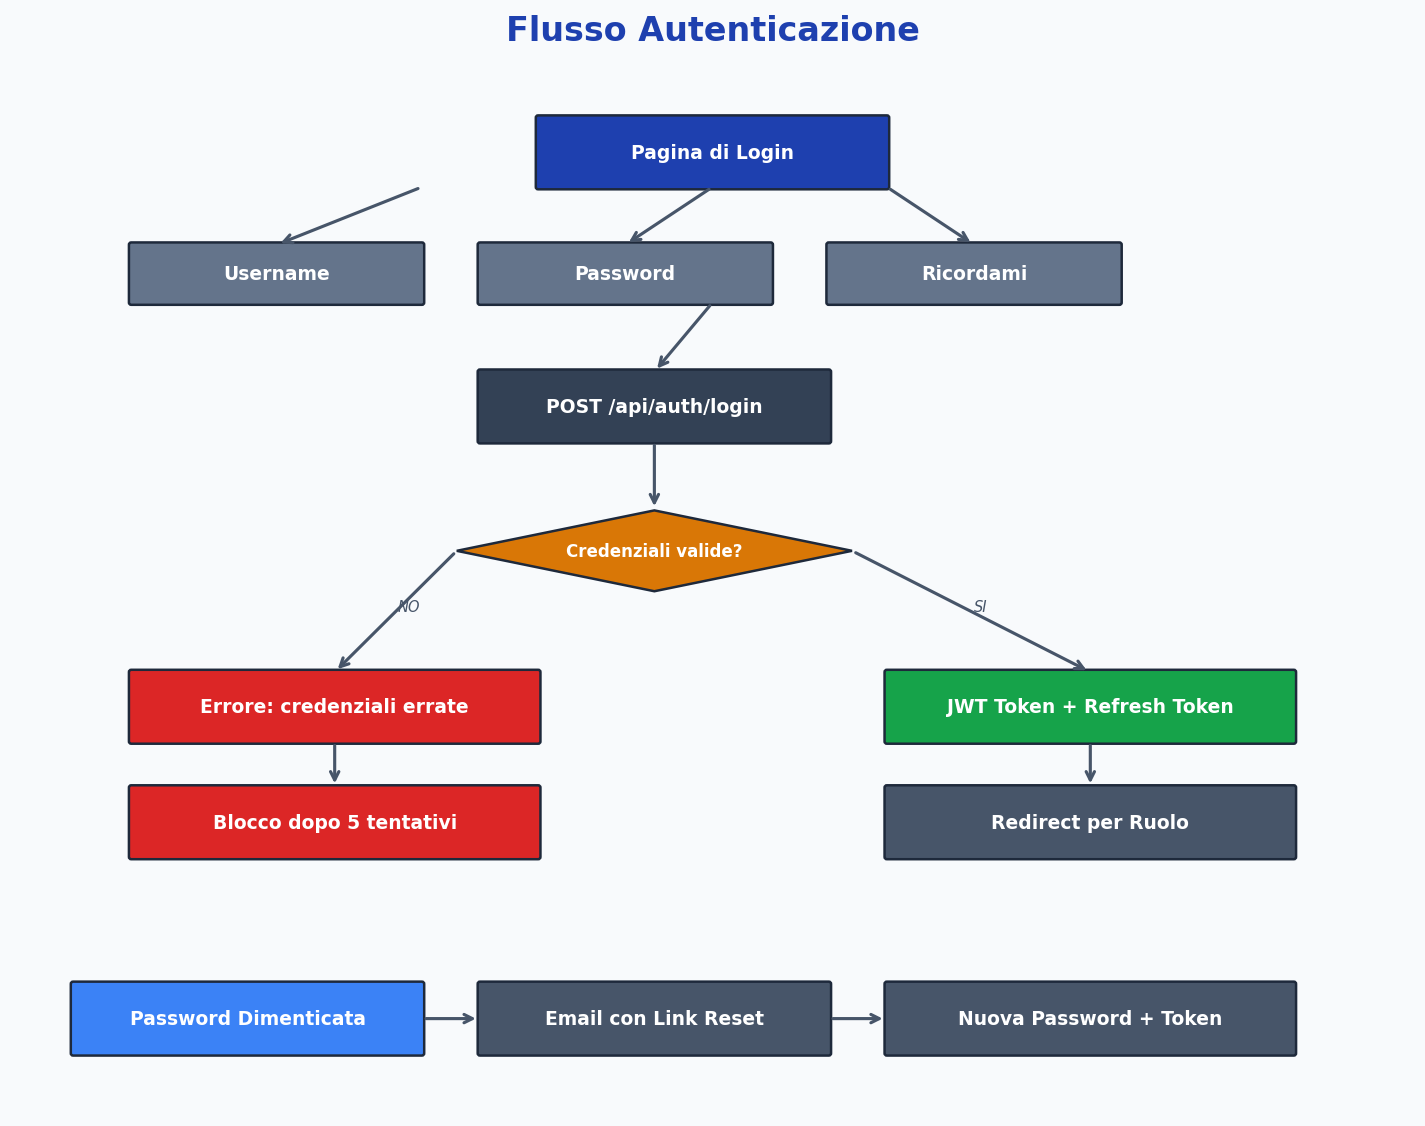 Flusso Autenticazione
Pagina di Login
Username
Password
Ricordami
POST /api/auth/login
Credenziali valide?
NO
SI
Errore: credenziali errate
JWT Token + Refresh Token
Blocco dopo 5 tentativi
Redirect per Ruolo
Password Dimenticata
Email con Link Reset
Nuova Password + Token